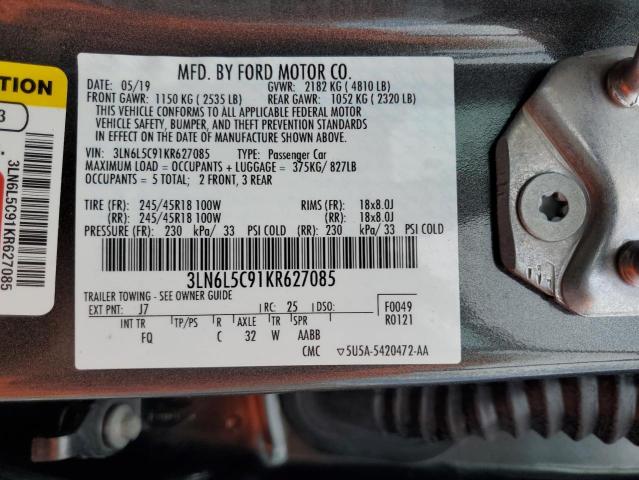 MFD. BY FORD MOTOR CO.
DATE: 05/19 GVWR: 2182 KG ( 4810 LB)
FRONT GAWR: 1150 KG ( 2535 LB) REAR GAWR: 1052 KG ( 2320 LB)
THIS VEHICLE CONFORMS TO ALL APPLICABLE FEDERAL MOTOR
VEHICLE SAFETY, BUMPER, AND THEFT PREVENTION STANDARDS
IN EFFECT ON THE DATE OF MANUFACTURE SHOWN ABOVE.
VIN: 3LN6L5C91KR627085 TYPE: Passenger Car
MAXIMUM LOAD = OCCUPANTS + LUGGAGE = 375KG/ 827LB
OCCUPANTS = 5 TOTAL; 2 FRONT, 3 REAR
TIRE (FR): 245/45R18 100W RIMS (FR): 18x8.0J
(RR): 245/45R18 100W (RR): 18x8.0J
PRESSURE (FR): 230 kPa/ 33 PSI COLD (RR): 230 kPa/ 33 PSI COLD
3LN6L5C91KR627085
TRAILER TOWING - SEE OWNER GUIDE
EXT PNT: J7 RC: 25 DSO: F0049
R0121
INT TR TP/PS R AXLE TR SPR
FQ C 32 W AABB
CMC ▽5U5A-5420472-AA
TION
3
3LN6L5C91KR627085